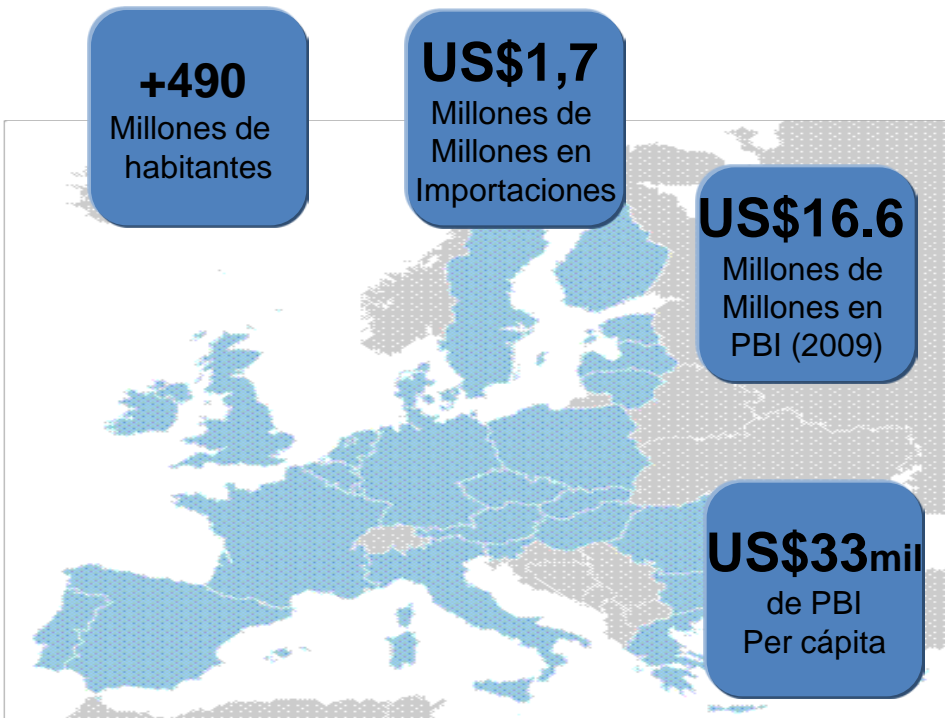 +490
Millones de
habitantes
US$1,7
Millones de
Millones en
Importaciones
US$16.6
Millones de
Millones en
PBI (2009)
US$33mil
de PBI
Per cápita